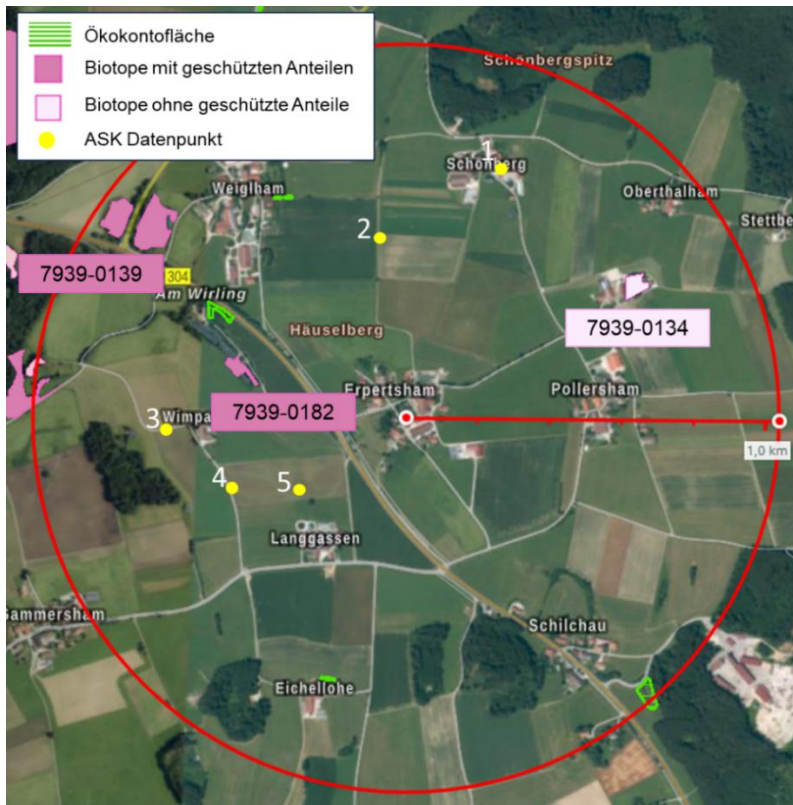 Ökokontofläche
Biotope mit geschützten Anteilen
Biotope ohne geschützte Anteile
ASK Datenpunkt
Schönbergspitz
1
Schönberg
Weiglham
Oberthalham
Stettbe
2
7939-0139
304
Am Wirling
7939-0134
Häuselberg
Erpertsham
Pollersham
7939-0182
3
Wimpa
1,0 km
4
5
Langgassen
Sammersham
Schilchau
Eichellohe